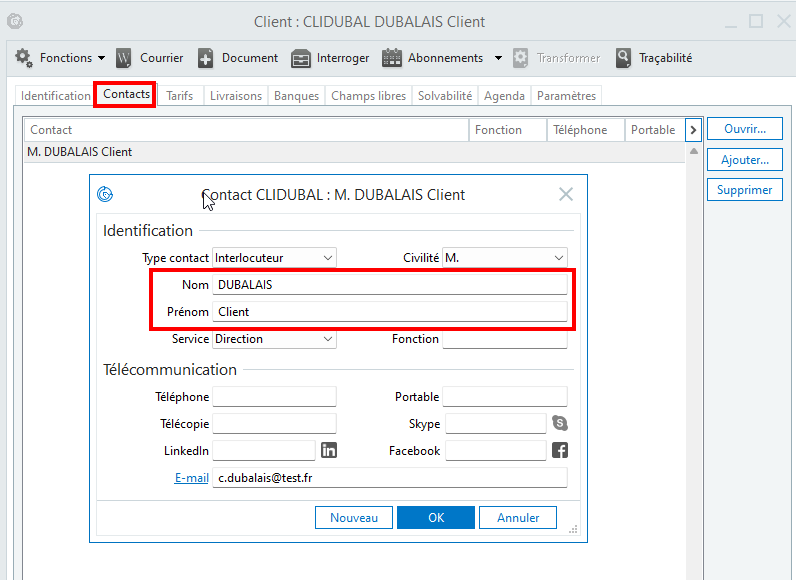 Client : CLIDUBAL DUBALAIS Client
Fonctions Courrier Document Interroger Abonnements Transformer Traçabilité
Identification Contacts Tarifs Livraisons Banques Champs libres Solvabilité Agenda Paramètres
Contact Fonction Téléphone Portable Ouvrir...
M. DUBALAIS Client
Ajouter...
Supprimer
Contact CLIDUBAL : M. DUBALAIS Client
Identification
Type contact Interlocuteur Civilité M.
Nom DUBALAIS
Prénom Client
Service Direction Fonction
Télécommunication
Téléphone Portable
Télécopie Skype
LinkedIn Facebook
E-mail c.dubalais@test.fr
Nouveau OK Annuler